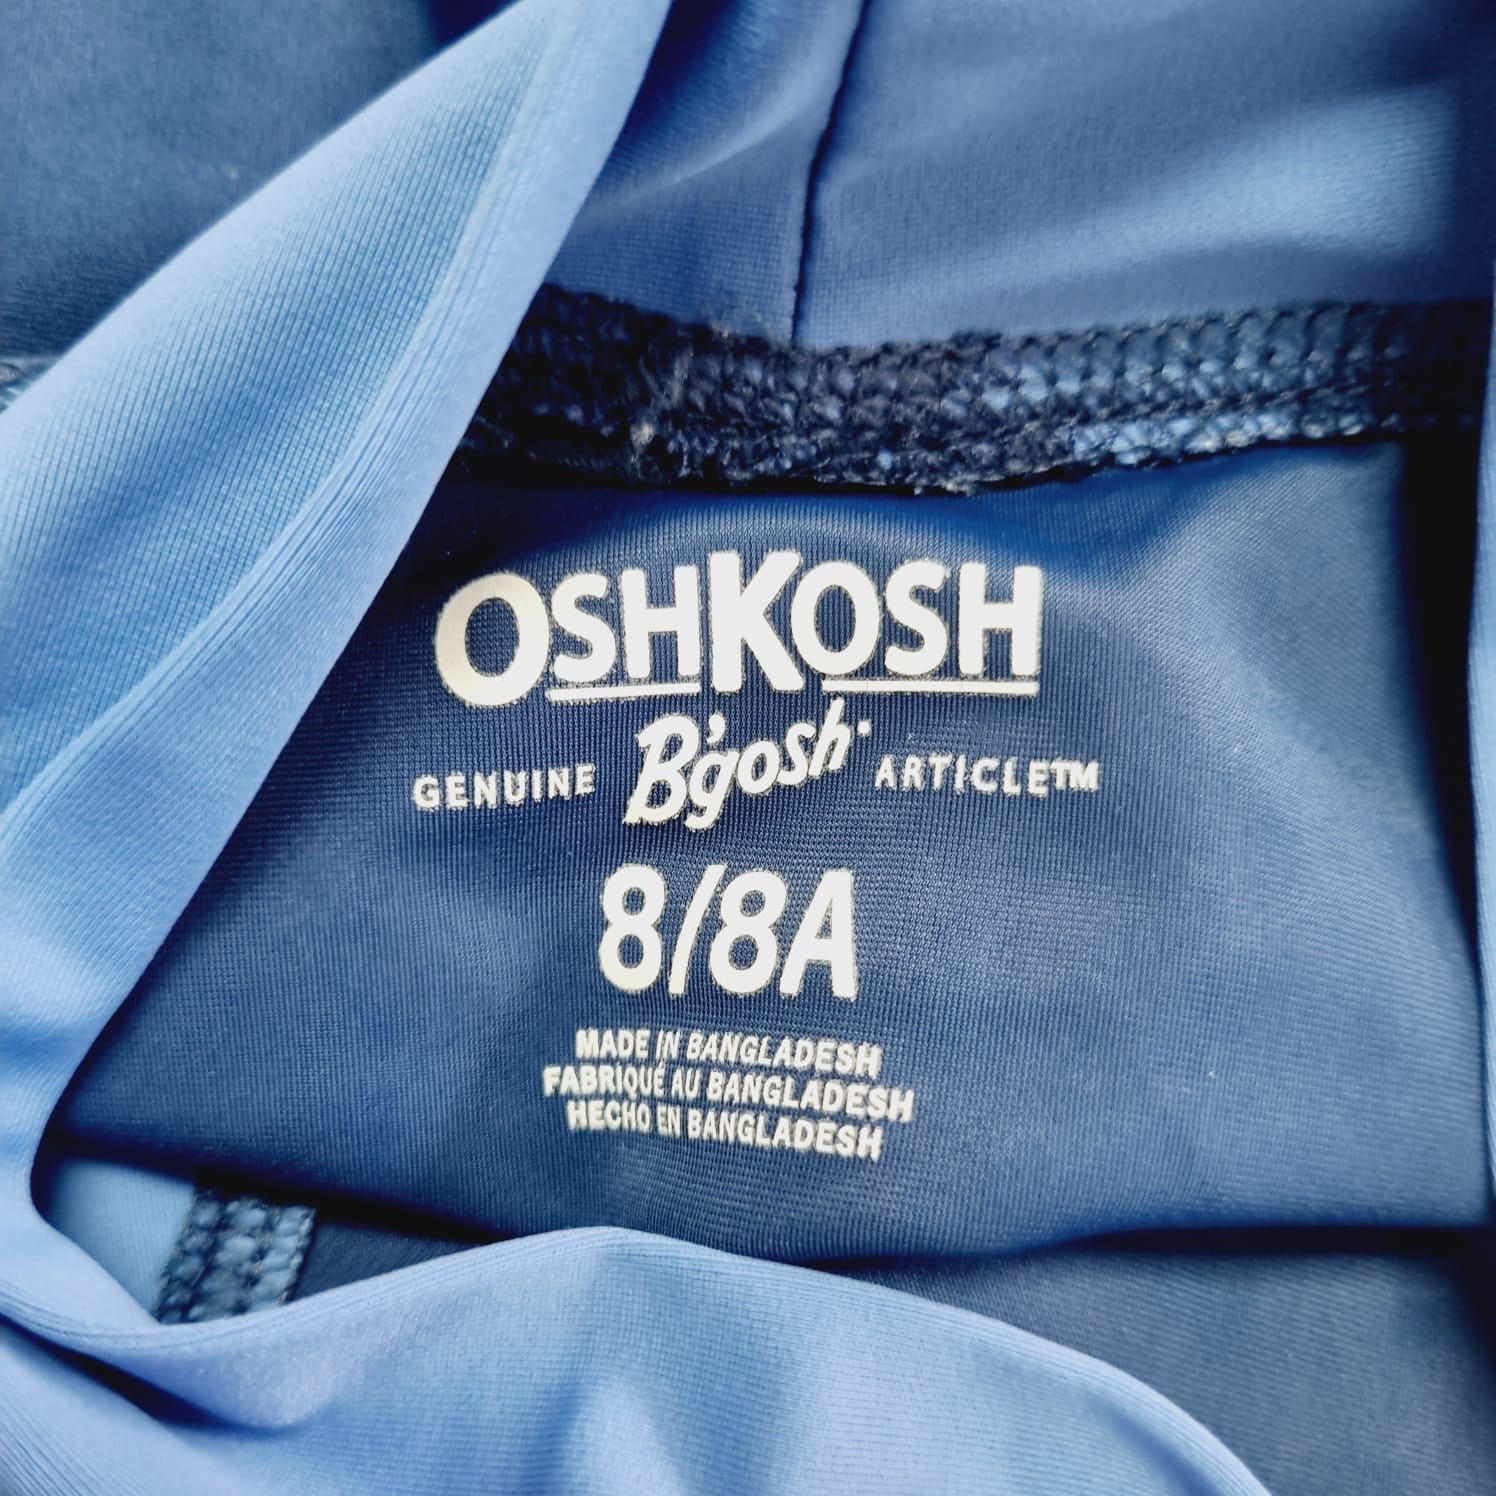 OSHKOSH
GENUINE B'gosh ARTICLE™
8/8A
MADE IN BANGLADESH
FABRIQUÉ AU BANGLADESH
HECHO EN BANGLADESH